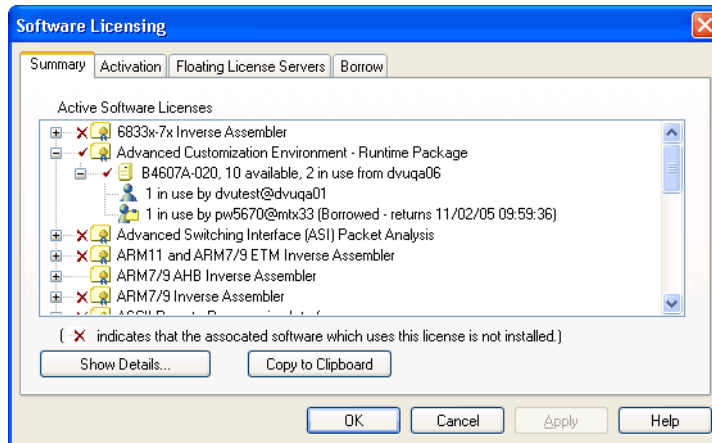 Software Licensing
Summary Activation Floating License Servers Borrow
Active Software Licenses
6833x-7x Inverse Assembler
Advanced Customization Environment - Runtime Package
B4607A-020, 10 available, 2 in use from dvuqa06
1 in use by dvutest@dvuqa01
1 in use by pw5670@mtx33 (Borrowed - returns 11/02/05 09:59:36)
Advanced Switching Interface (ASI) Packet Analysis
ARM11 and ARM7/9 ETM Inverse Assembler
ARM7/9 AHB Inverse Assembler
ARM7/9 Inverse Assembler
( X indicates that the assocated software which uses this license is not installed.)
Show Details... Copy to Clipboard
OK Cancel Apply Help